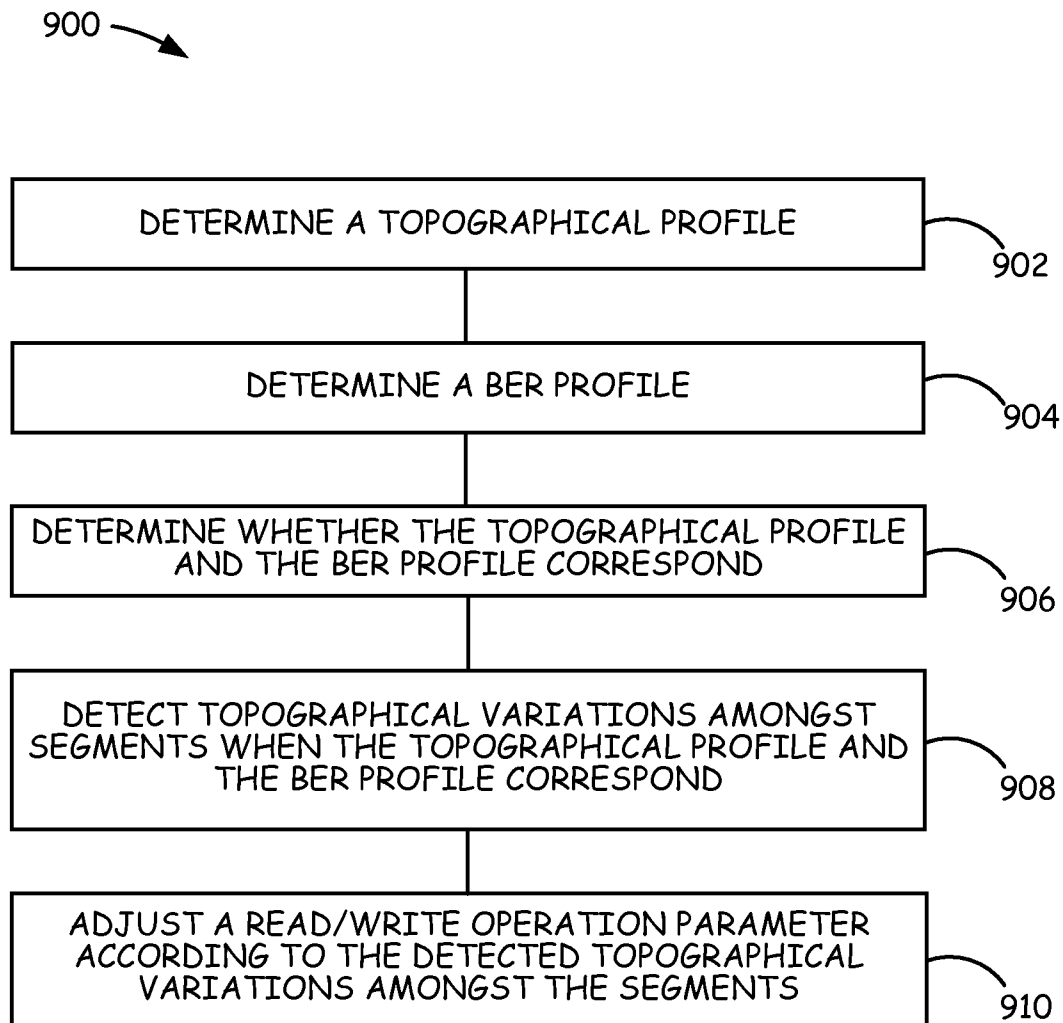 900
DETERMINE A TOPOGRAPHICAL PROFILE
902
DETERMINE A BER PROFILE
904
DETERMINE WHETHER THE TOPOGRAPHICAL PROFILE
AND THE BER PROFILE CORRESPOND
906
DETECT TOPOGRAPHICAL VARIATIONS AMONGST
SEGMENTS WHEN THE TOPOGRAPHICAL PROFILE AND
THE BER PROFILE CORRESPOND
908
ADJUST A READ/WRITE OPERATION PARAMETER
ACCORDING TO THE DETECTED TOPOGRAPHICAL
VARIATIONS AMONGST THE SEGMENTS
910